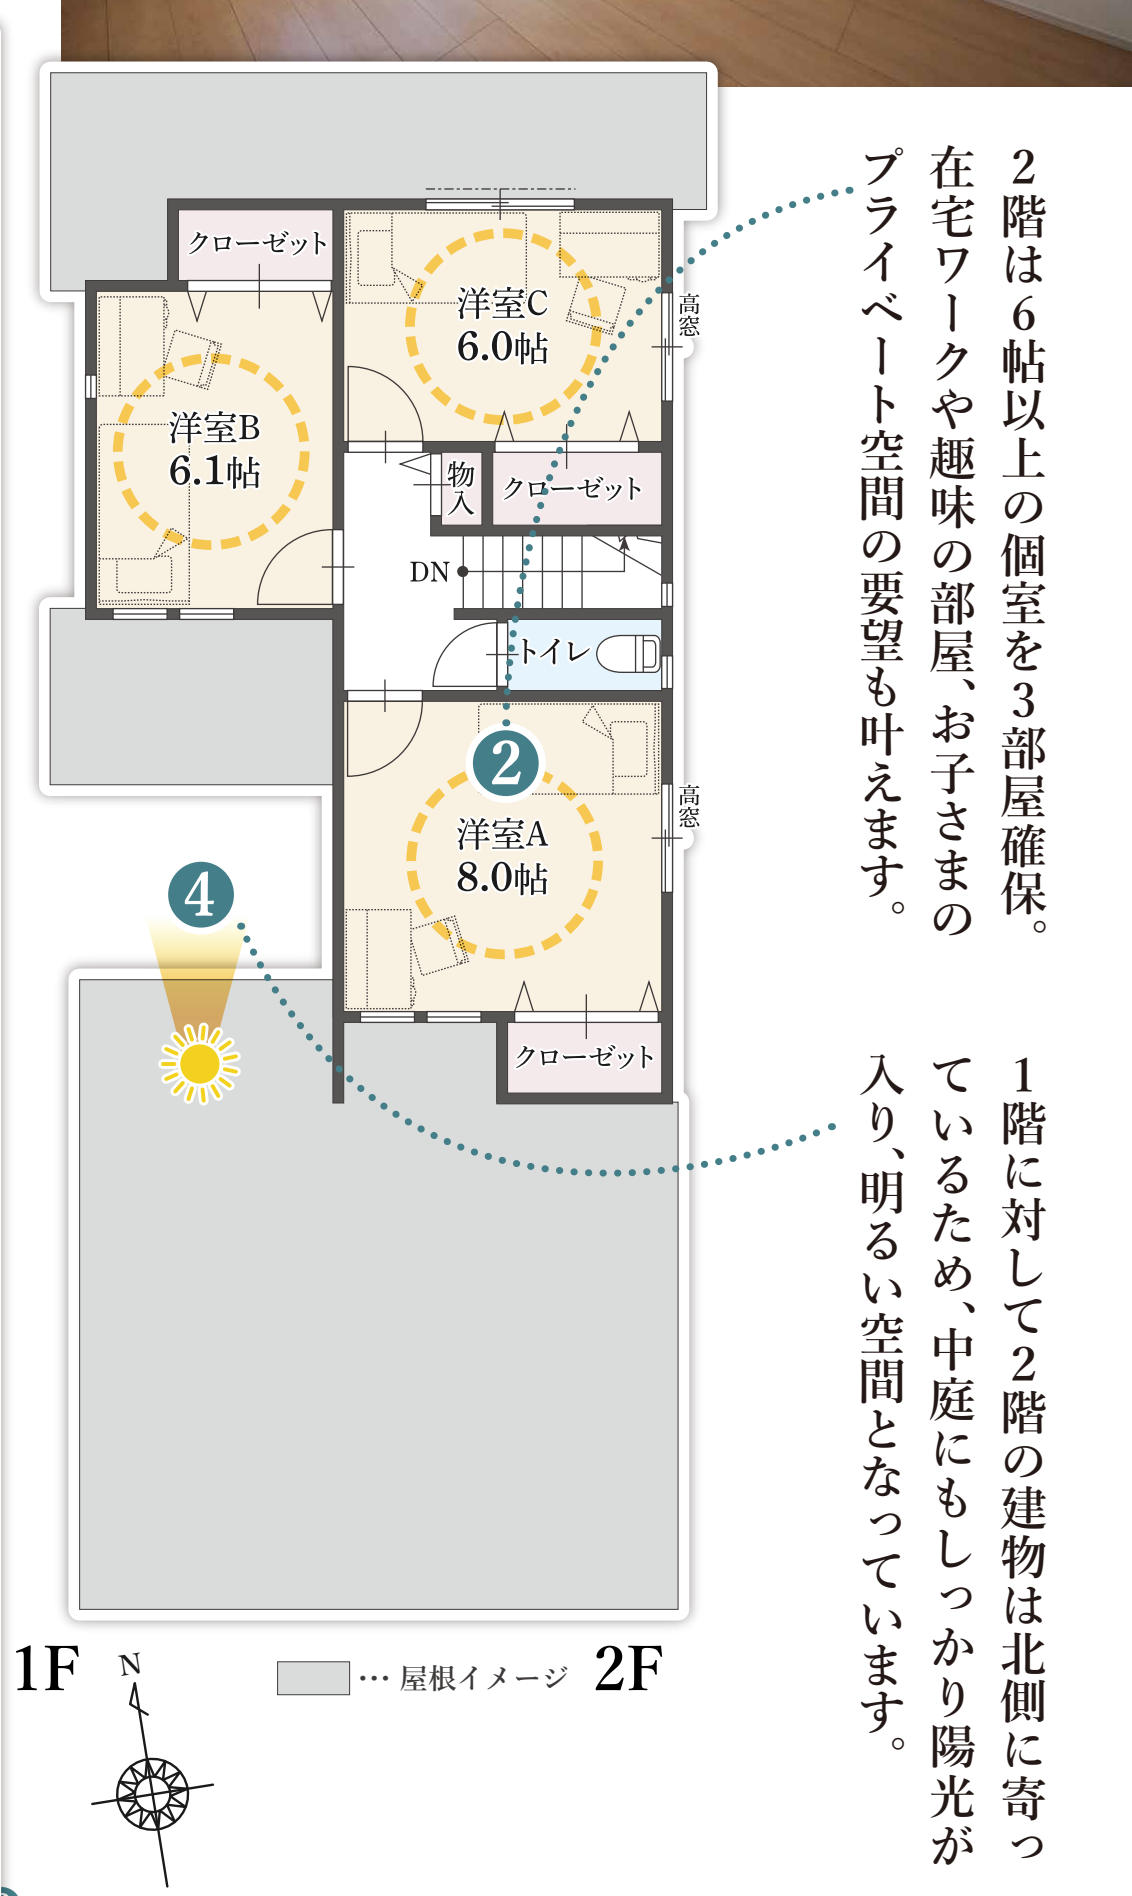 2階は6帖以上の個室を3部屋確保。
在宅ワークや趣味の部屋、お子さまの
プライベート空間の要望も叶えます。
1階に対して2階の建物は北側に寄っ
ているため、中庭にもしっかり陽光が
入り、明るい空間となっています。
クローゼット
洋室C
6.0帖
高窓
洋室B
6.1帖
物入
クローゼット
DN
トイレ
2
高窓
洋室A
8.0帖
4
クローゼット
1F
N
… 屋根イメージ
2F